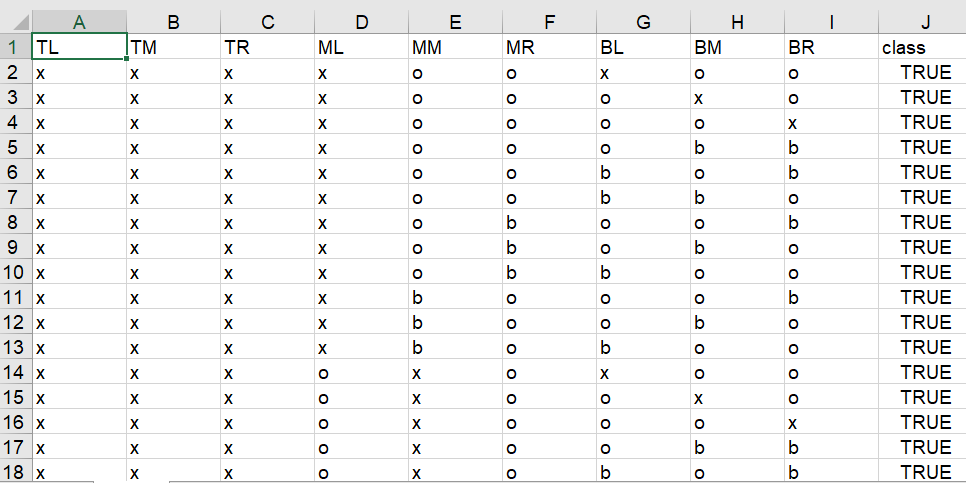 A B C D E F G H I J
1 TL TM TR ML MM MR BL BM BR class
2 x x x x o o x o o TRUE
3 x x x x o o o x o TRUE
4 x x x x o o o o x TRUE
5 x x x x o o o b b TRUE
6 x x x x o o b o b TRUE
7 x x x x o o b b o TRUE
8 x x x x o b o o b TRUE
9 x x x x o b o b o TRUE
10 x x x x o b b o o TRUE
11 x x x x b o o o b TRUE
12 x x x x b o o b o TRUE
13 x x x x b o b o o TRUE
14 x x x o x o x o o TRUE
15 x x x o x o o x o TRUE
16 x x x o x o o o x TRUE
17 x x x o x o o b b TRUE
18 x x x o x o b o b TRUE